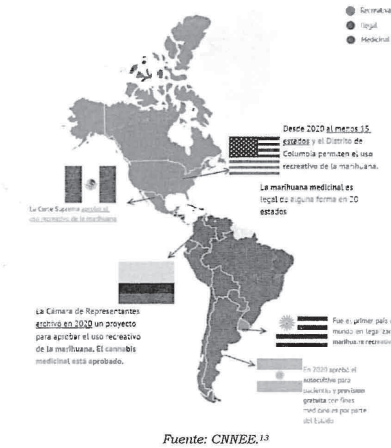 Recreativa
Ilegal
Medicinal
Desde 2020 al menos 15
estados y el Distrito de
Columbia permiten el uso
recreativo de la marihuana.
La marihuana medicinal es
legal de alguna forma en 20
estados
La Corte Suprema aprobó el
uso recreativo de la marihuana
La Cámara de Representantes
archivó en 2020 un proyecto
para aprobar el uso recreativo
de la marihuana. El cannabis
medicinal está aprobado.
Fue el primer país
mundo en legalizar
marihuana recreativa
En 2020 aprobó el
autocultivo para
pacientes y provisión
gratuita con fines
medicinales por parte
del Estado
Fuente: CNNEE.¹³